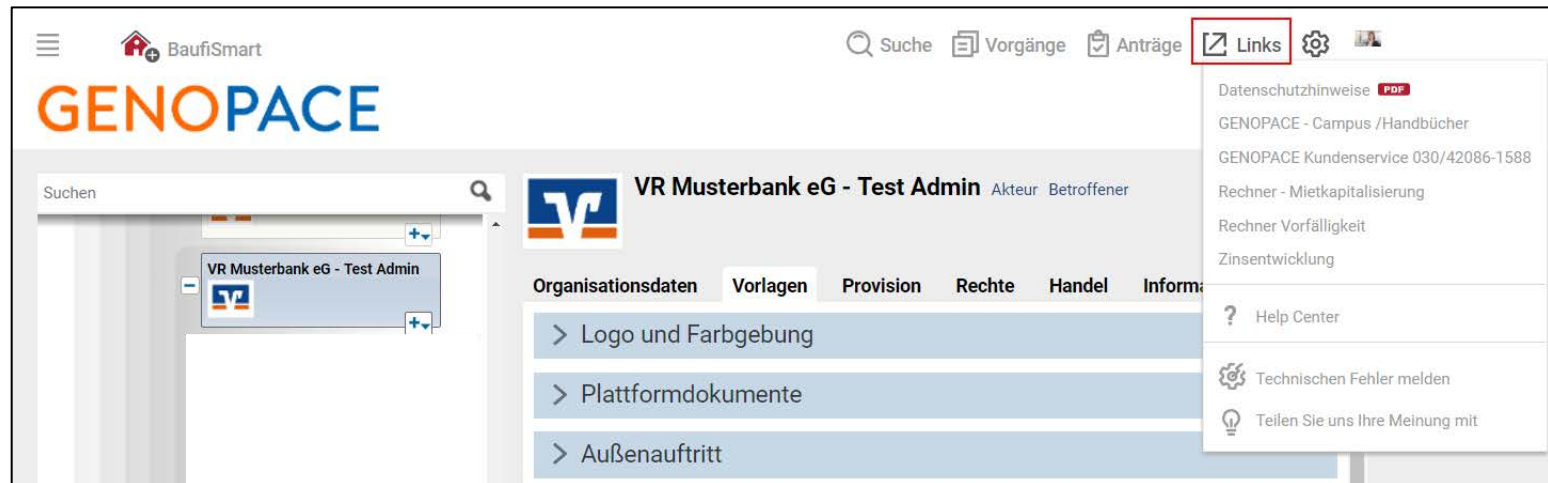 BaufiSmart
Suche Vorgänge Anträge Links
GENOPACE
Datenschutzhinweise PDF
GENOPACE - Campus /Handbücher
GENOPACE Kundenservice 030/42086-1588
Rechner - Mietkapitalisierung
Rechner Vorfälligkeit
Zinsentwicklung
Help Center
Technischen Fehler melden
Teilen Sie uns Ihre Meinung mit
Suchen
VR Musterbank eG - Test Admin
VR Musterbank eG - Test Admin Akteur Betroffener
Organisationsdaten Vorlagen Provision Rechte Handel Informa
Logo und Farbgebung
Plattformdokumente
Außenauftritt